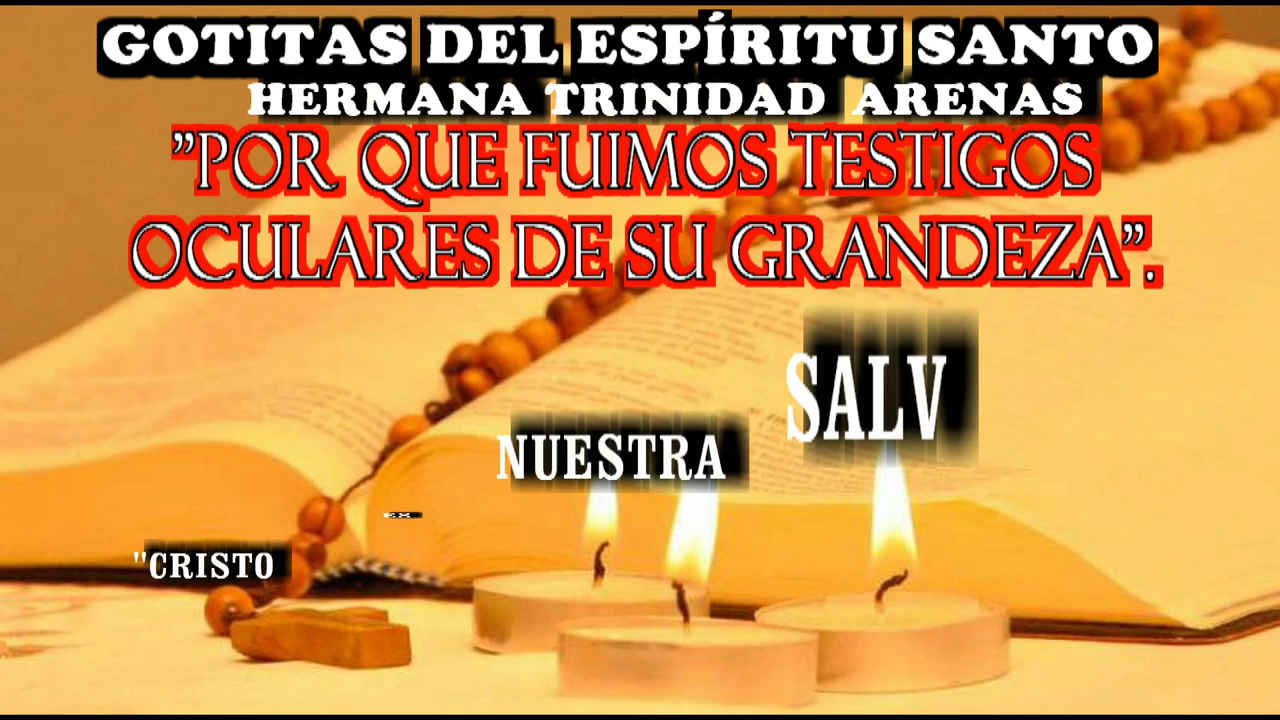 GOTITAS DEL ESPÍRITU SANTO
HERMANA TRINIDAD ARENAS
"POR QUE FUIMOS TESTIGOS
OCULARES DE SU GRANDEZA".
SALV
NUESTRA
"CRISTO